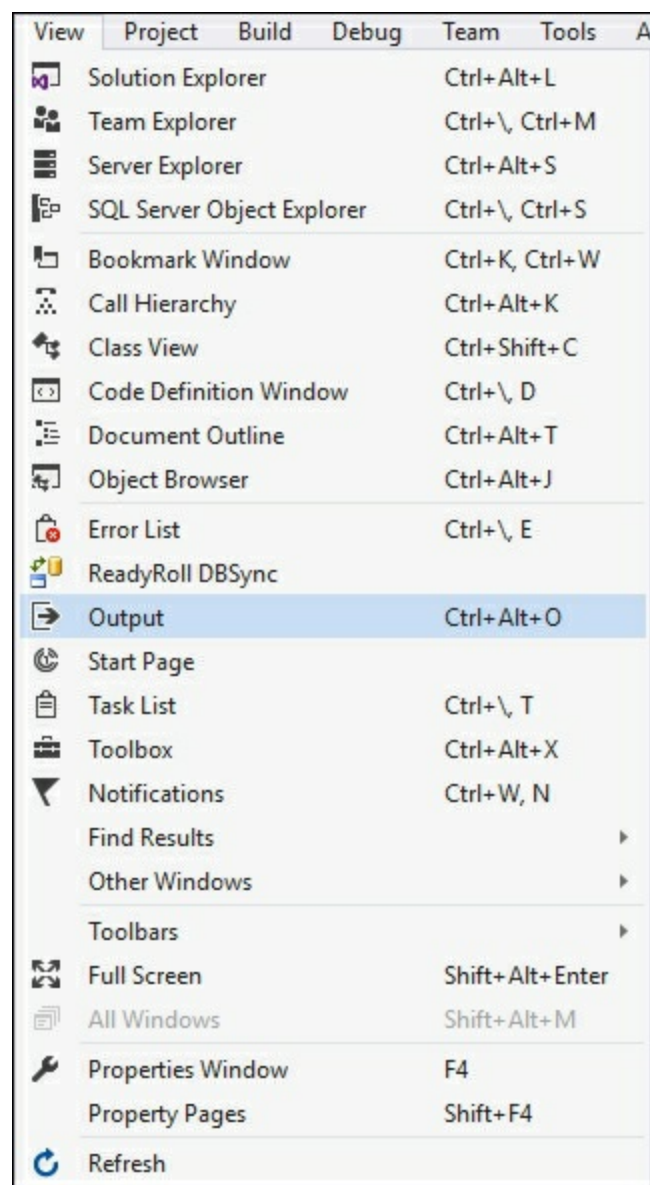 View Project Build Debug Team Tools A
Solution Explorer Ctrl+Alt+L
Team Explorer Ctrl+\, Ctrl+M
Server Explorer Ctrl+Alt+S
SQL Server Object Explorer Ctrl+\, Ctrl+S
Bookmark Window Ctrl+K, Ctrl+W
Call Hierarchy Ctrl+Alt+K
Class View Ctrl+Shift+C
Code Definition Window Ctrl+\, D
Document Outline Ctrl+Alt+T
Object Browser Ctrl+Alt+J
Error List Ctrl+\, E
ReadyRoll DBSync
Output Ctrl+Alt+O
Start Page
Task List Ctrl+\, T
Toolbox Ctrl+Alt+X
Notifications Ctrl+W, N
Find Results
Other Windows
Toolbars
Full Screen Shift+Alt+Enter
All Windows Shift+Alt+M
Properties Window F4
Property Pages Shift+F4
Refresh